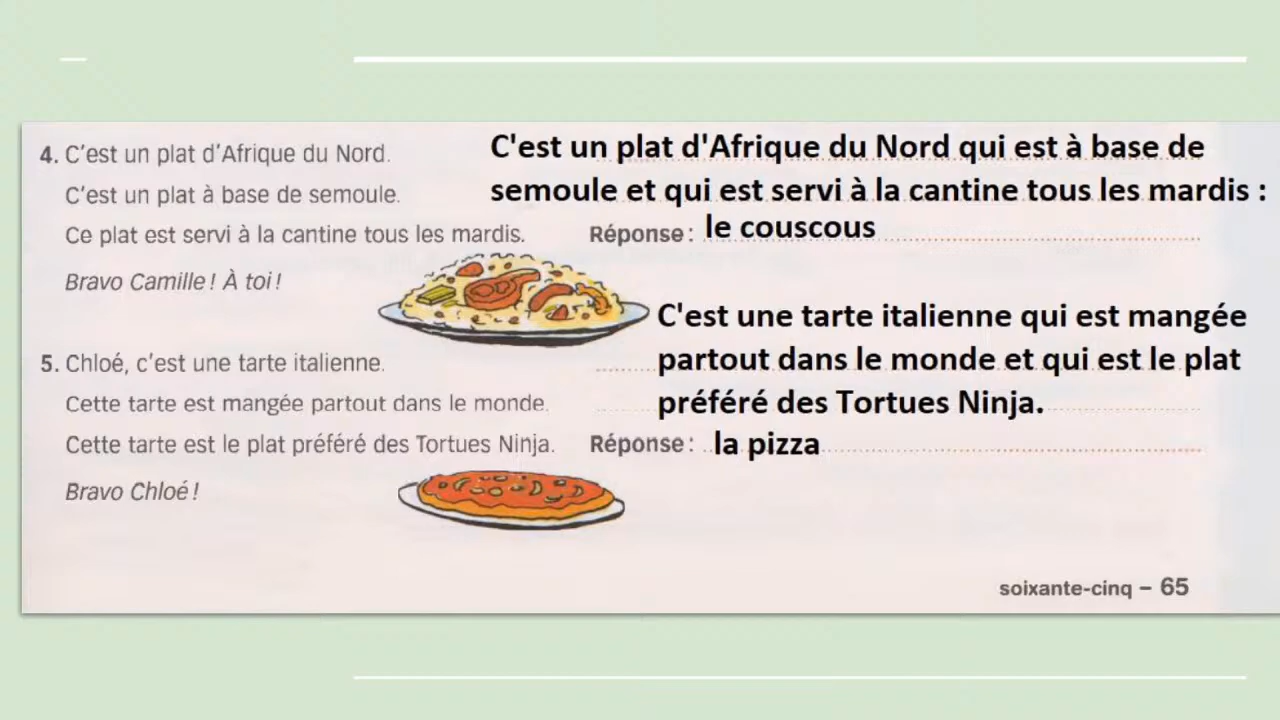 4. C'est un plat d'Afrique du Nord.
C'est un plat à base de semoule.
Ce plat est servi à la cantine tous les mardis.
Bravo Camille ! À toi !
C'est un plat d'Afrique du Nord qui est à base de
semoule et qui est servi à la cantine tous les mardis :
Réponse : le couscous
5. Chloé, c'est une tarte italienne.
Cette tarte est mangée partout dans le monde.
Cette tarte est le plat préféré des Tortues Ninja.
Bravo Chloé !
C'est une tarte italienne qui est mangée
partout dans le monde et qui est le plat
préféré des Tortues Ninja.
Réponse : la pizza
soixante-cinq – 65